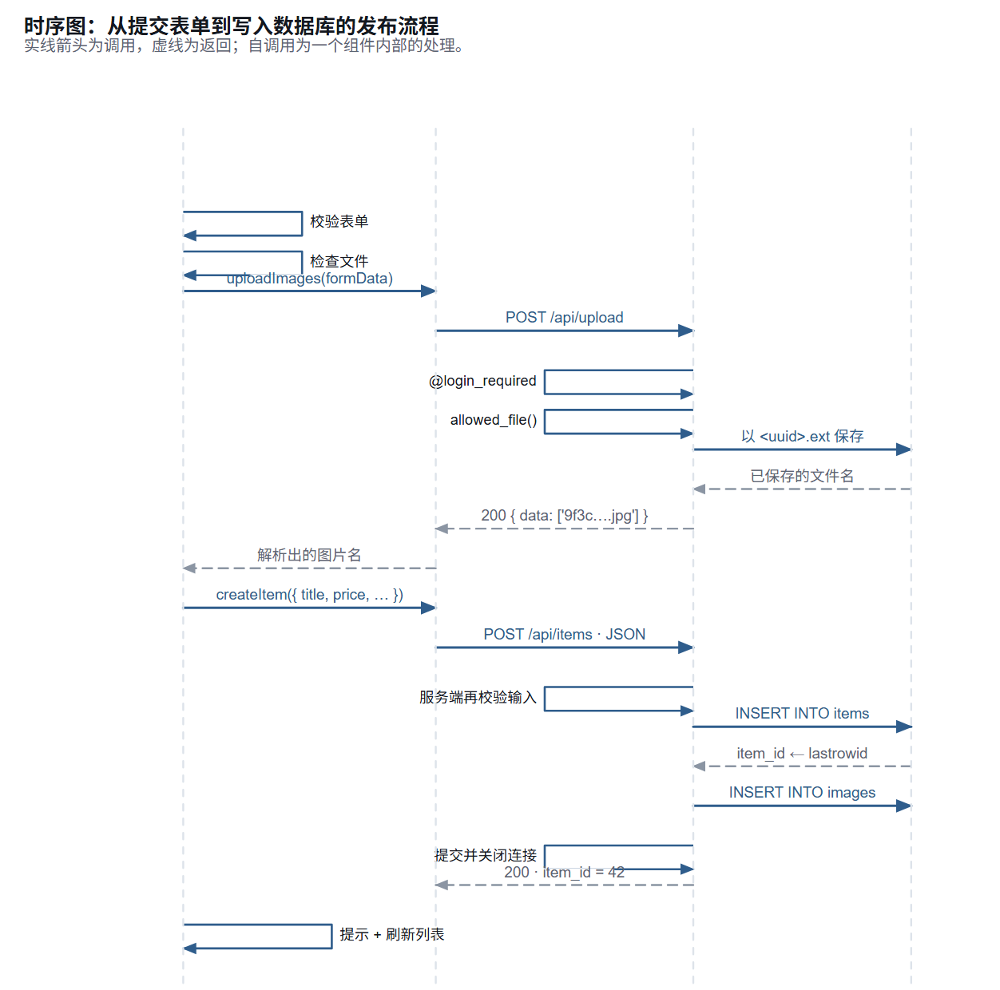 时序图：从提交表单到写入数据库的发布流程
实线箭头为调用，虚线为返回；自调用为一个组件内部的处理。
校验表单
检查文件
uploadImages(formData)
POST /api/upload
@login_required
allowed_file()
以 <uuid>.ext 保存
已保存的文件名
200 { data: ['9f3c….jpg'] }
解析出的图片名
createItem({ title, price, … })
POST /api/items · JSON
服务端再校验输入
INSERT INTO items
item_id ← lastrowid
INSERT INTO images
提交并关闭连接
200 · item_id = 42
提示 + 刷新列表